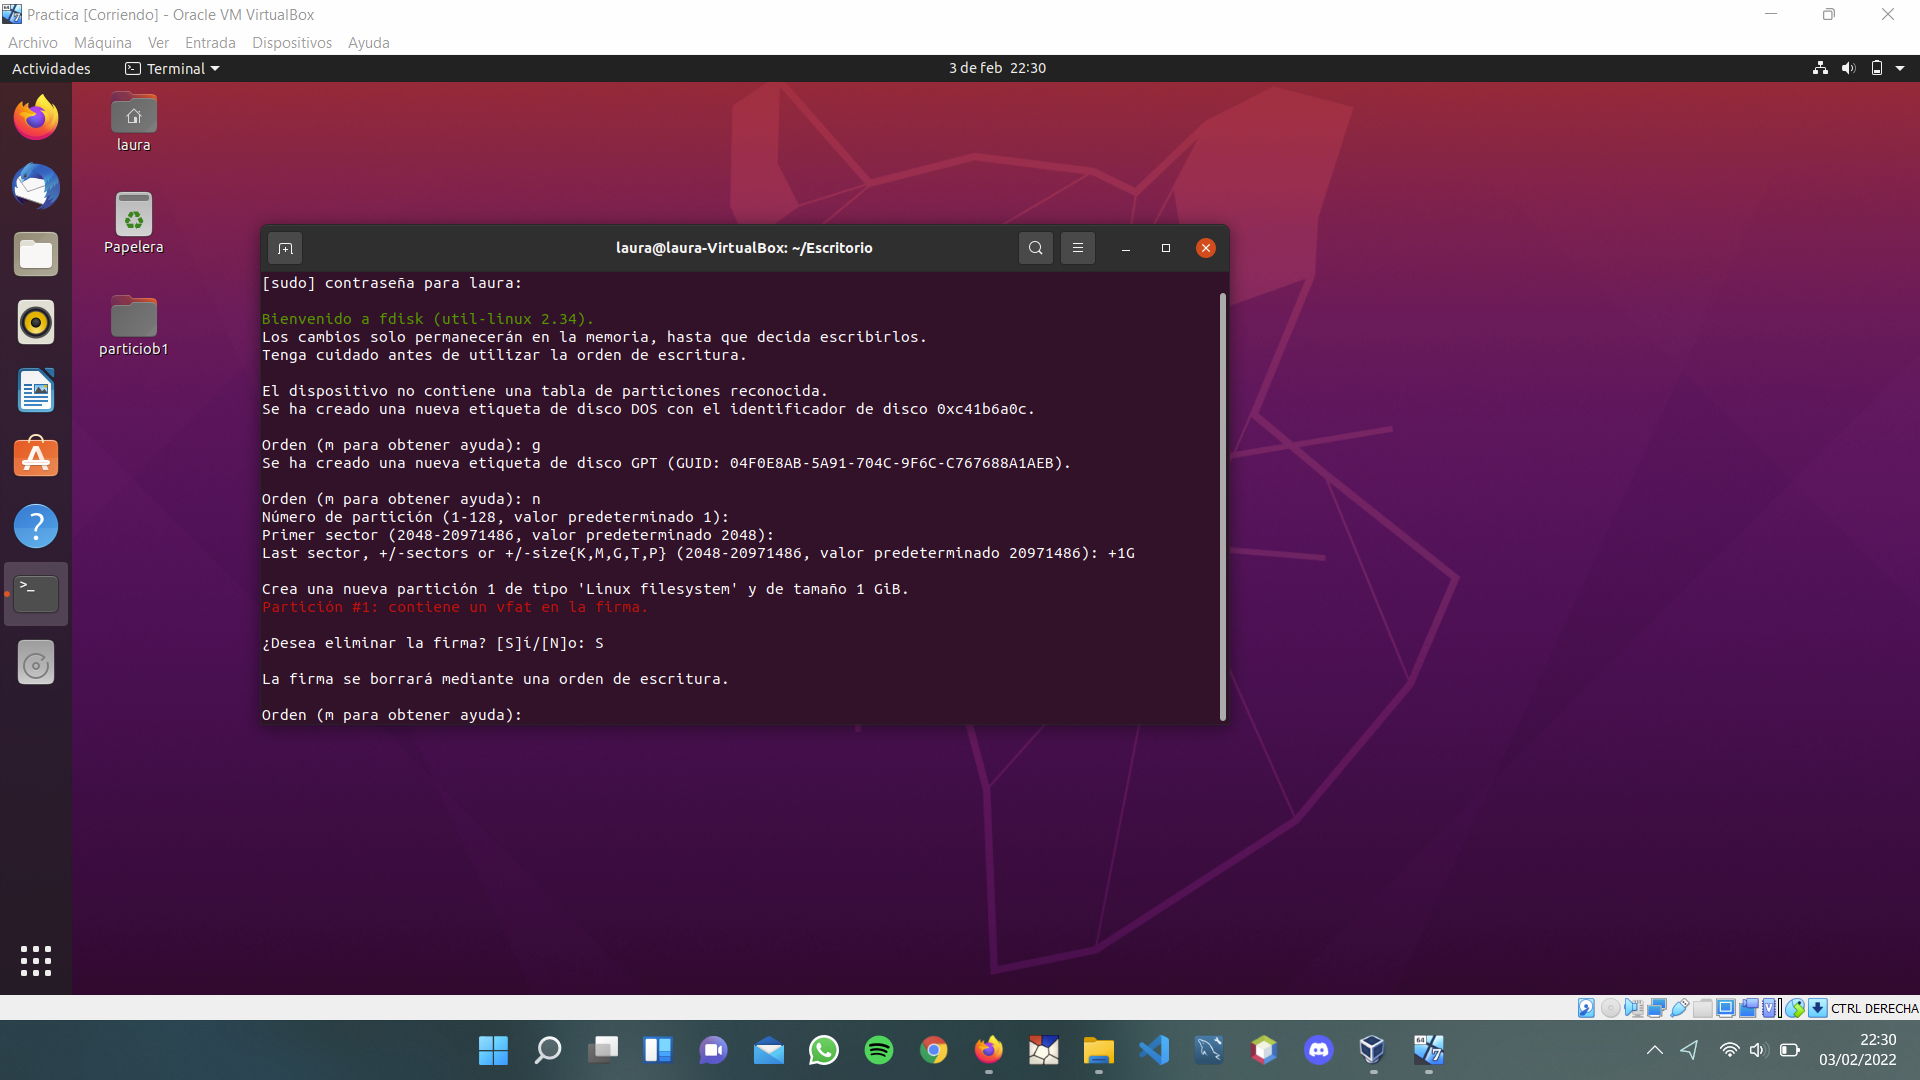 Practica [Corriendo] - Oracle VM VirtualBox
Archivo Máquina Ver Entrada Dispositivos Ayuda
Actividades Terminal 3 de feb 22:30
laura
Papelera
particiob1
laura@laura-VirtualBox: ~/Escritorio
[sudo] contraseña para laura:
Bienvenido a fdisk (util-linux 2.34).
Los cambios solo permanecerán en la memoria, hasta que decida escribirlos.
Tenga cuidado antes de utilizar la orden de escritura.
El dispositivo no contiene una tabla de particiones reconocida.
Se ha creado una nueva etiqueta de disco DOS con el identificador de disco 0xc41b6a0c.
Orden (m para obtener ayuda): g
Se ha creado una nueva etiqueta de disco GPT (GUID: 04F0E8AB-5A91-704C-9F6C-C767688A1AEB).
Orden (m para obtener ayuda): n
Número de partición (1-128, valor predeterminado 1):
Primer sector (2048-20971486, valor predeterminado 2048):
Last sector, +/-sectors or +/-size{K,M,G,T,P} (2048-20971486, valor predeterminado 20971486): +1G
Crea una nueva partición 1 de tipo 'Linux filesystem' y de tamaño 1 GiB.
Partición #1: contiene un vfat en la firma.
¿Desea eliminar la firma? [S]í/[N]o: S
La firma se borrará mediante una orden de escritura.
Orden (m para obtener ayuda):
CTRL DERECHA
22:30
03/02/2022